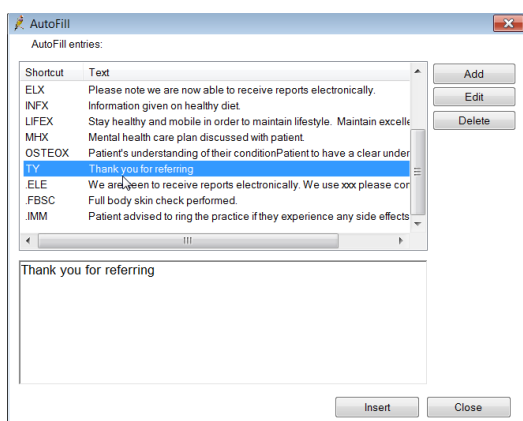 AutoFill
AutoFill entries:
Shortcut Text
ELX Please note we are now able to receive reports electronically.
INFX Information given on healthy diet.
LIFEX Stay healthy and mobile in order to maintain lifestyle. Maintain excelle
MHX Mental health care plan discussed with patient.
OSTEOX Patient's understanding of their conditionPatient to have a clear under
TY Thank you for referring
.ELE We are keen to receive reports electronically. We use xxx please cor
.FBSC Full body skin check performed.
.IMM Patient advised to ring the practice if they experience any side effects
Add
Edit
Delete
Thank you for referring
Insert Close